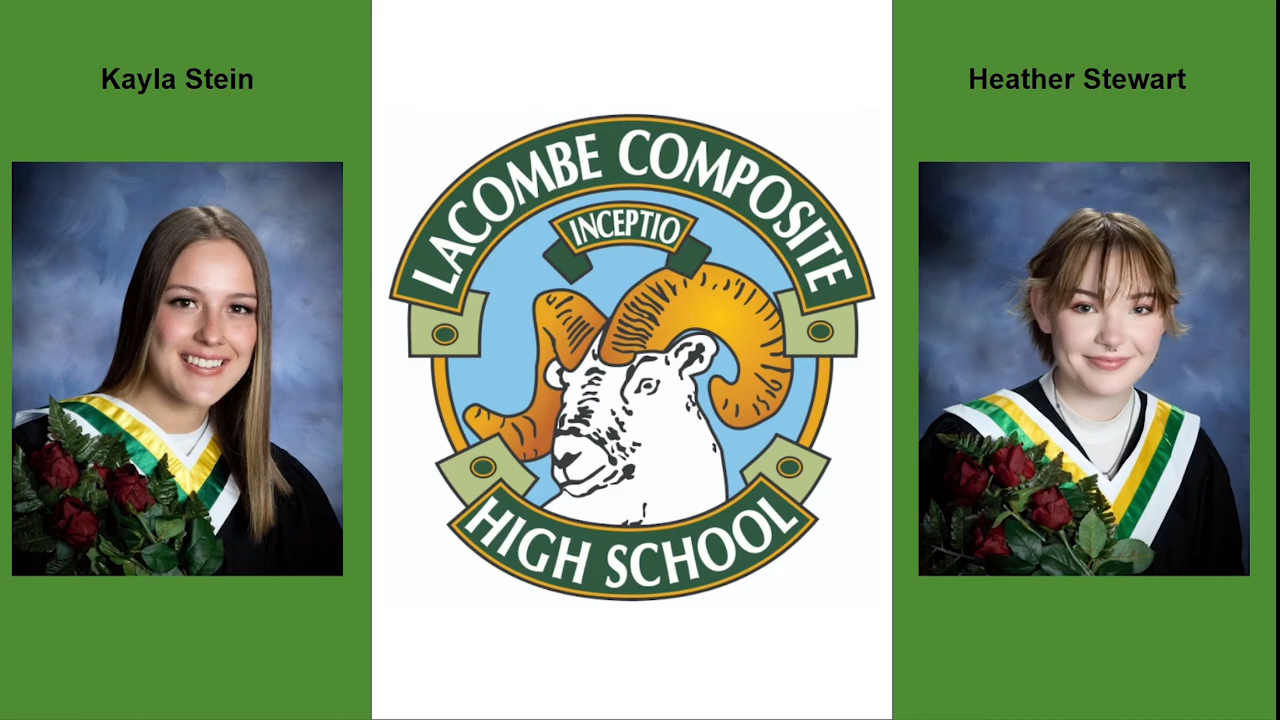 Kayla Stein
LACOMBE COMPOSITE
INCEPTIO
HIGH SCHOOL
Heather Stewart